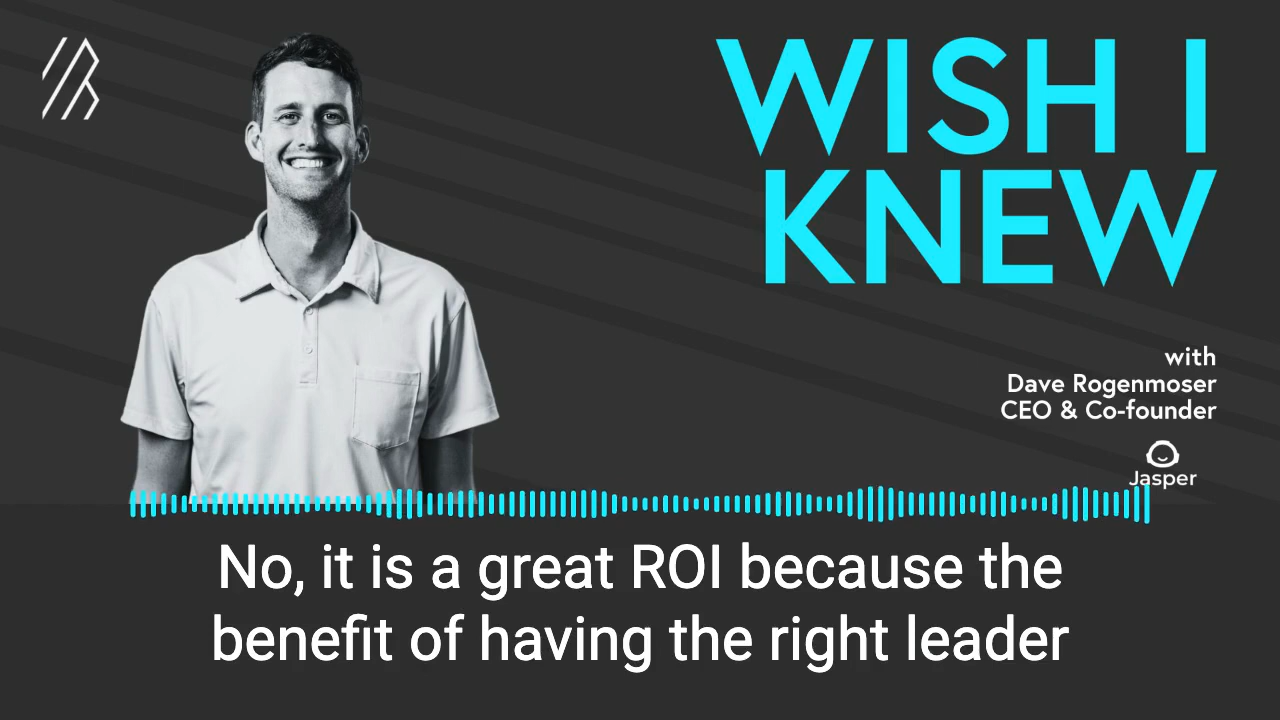 WISH I
KNEW
with
Dave Rogenmoser
CEO & Co-founder
Jasper
No, it is a great ROI because the
benefit of having the right leader